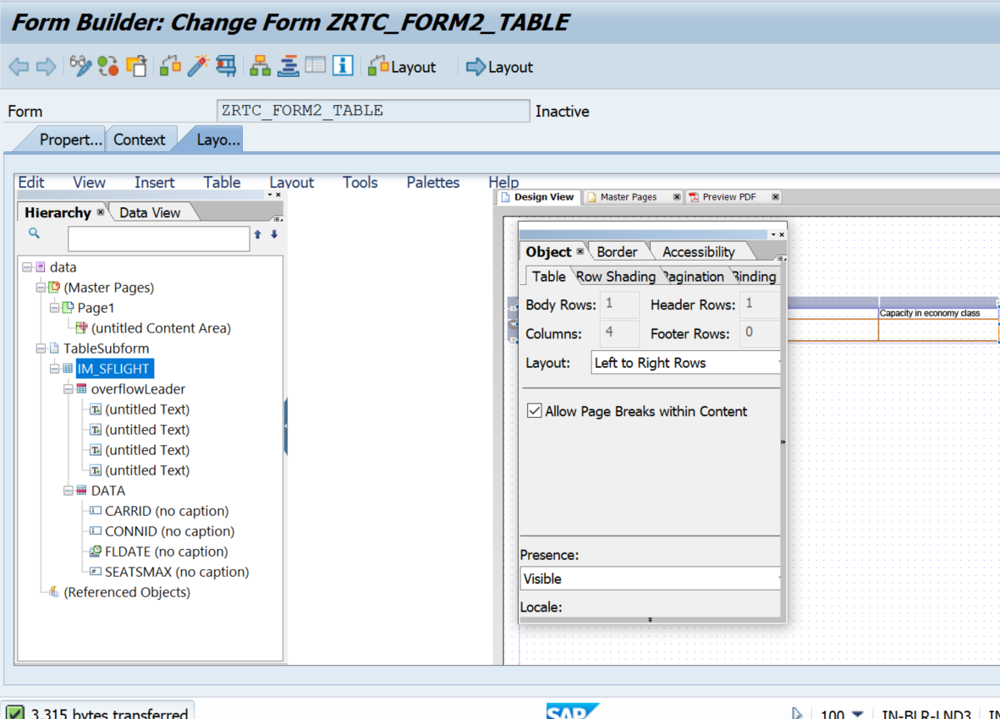 Form Builder: Change Form ZRTC_FORM2_TABLE
Layout
Layout
Form
ZRTC_FORM2_TABLE
Inactive
Propert...
Context
Layo...
Edit View Insert Table Layout Tools Palettes Help
Hierarchy
Data View
data
(Master Pages)
Page1
(untitled Content Area)
TableSubform
IM_SFLIGHT
overflowLeader
(untitled Text)
(untitled Text)
(untitled Text)
(untitled Text)
DATA
CARRID (no caption)
CONNID (no caption)
FLDATE (no caption)
SEATSMAX (no caption)
(Referenced Objects)
Design View
Master Pages
Preview PDF
Object
Border
Accessibility
Table
Row Shading
Pagination
Binding
Body Rows: 1 Header Rows: 1
Columns: 4 Footer Rows: 0
Layout: Left to Right Rows
Allow Page Breaks within Content
Presence:
Visible
Locale:
Capacity in economy class
3.315 bytes transferred
SAP
100
IN-BLR-LND3